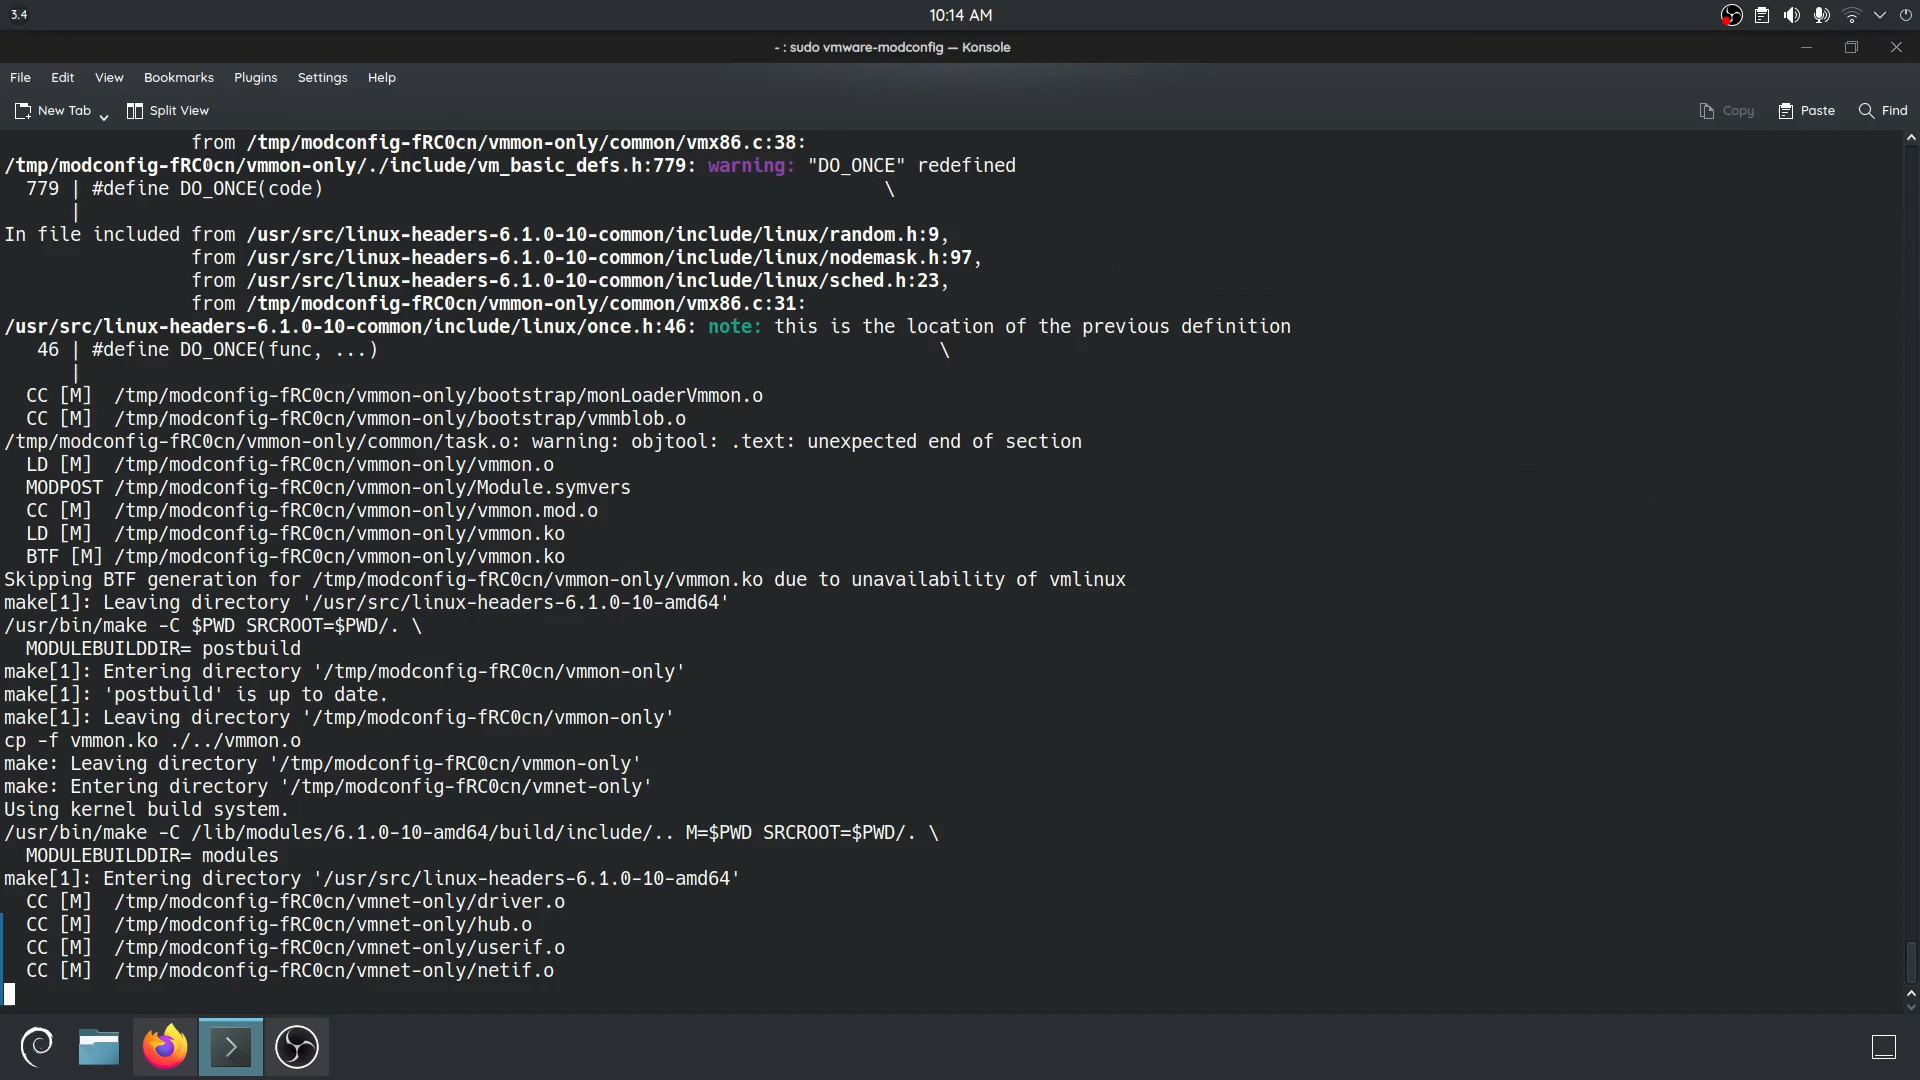 3.4
10:14 AM
- : sudo vmware-modconfig — Konsole
File Edit View Bookmarks Plugins Settings Help
New Tab Split View Copy Paste Find
from /tmp/modconfig-fRC0cn/vmmon-only/common/vmx86.c:38:
/tmp/modconfig-fRC0cn/vmmon-only/./include/vm_basic_defs.h:779: warning: "DO_ONCE" redefined
779 | #define DO_ONCE(code) \
|
In file included from /usr/src/linux-headers-6.1.0-10-common/include/linux/random.h:9,
from /usr/src/linux-headers-6.1.0-10-common/include/linux/nodemask.h:97,
from /usr/src/linux-headers-6.1.0-10-common/include/linux/sched.h:23,
from /tmp/modconfig-fRC0cn/vmmon-only/common/vmx86.c:31:
/usr/src/linux-headers-6.1.0-10-common/include/linux/once.h:46: note: this is the location of the previous definition
46 | #define DO_ONCE(func, ...) \
|
CC [M]  /tmp/modconfig-fRC0cn/vmmon-only/bootstrap/monLoaderVmmon.o
CC [M]  /tmp/modconfig-fRC0cn/vmmon-only/bootstrap/vmmblob.o
/tmp/modconfig-fRC0cn/vmmon-only/common/task.o: warning: objtool: .text: unexpected end of section
LD [M]  /tmp/modconfig-fRC0cn/vmmon-only/vmmon.o
MODPOST /tmp/modconfig-fRC0cn/vmmon-only/Module.symvers
CC [M]  /tmp/modconfig-fRC0cn/vmmon-only/vmmon.mod.o
LD [M]  /tmp/modconfig-fRC0cn/vmmon-only/vmmon.ko
BTF [M] /tmp/modconfig-fRC0cn/vmmon-only/vmmon.ko
Skipping BTF generation for /tmp/modconfig-fRC0cn/vmmon-only/vmmon.ko due to unavailability of vmlinux
make[1]: Leaving directory '/usr/src/linux-headers-6.1.0-10-amd64'
/usr/bin/make -C $PWD SRCROOT=$PWD/. \
MODULEBUILDDIR= postbuild
make[1]: Entering directory '/tmp/modconfig-fRC0cn/vmmon-only'
make[1]: 'postbuild' is up to date.
make[1]: Leaving directory '/tmp/modconfig-fRC0cn/vmmon-only'
cp -f vmmon.ko ./../vmmon.o
make: Leaving directory '/tmp/modconfig-fRC0cn/vmmon-only'
make: Entering directory '/tmp/modconfig-fRC0cn/vmnet-only'
Using kernel build system.
/usr/bin/make -C /lib/modules/6.1.0-10-amd64/build/include/.. M=$PWD SRCROOT=$PWD/. \
MODULEBUILDDIR= modules
make[1]: Entering directory '/usr/src/linux-headers-6.1.0-10-amd64'
CC [M]  /tmp/modconfig-fRC0cn/vmnet-only/driver.o
CC [M]  /tmp/modconfig-fRC0cn/vmnet-only/hub.o
CC [M]  /tmp/modconfig-fRC0cn/vmnet-only/userif.o
CC [M]  /tmp/modconfig-fRC0cn/vmnet-only/netif.o